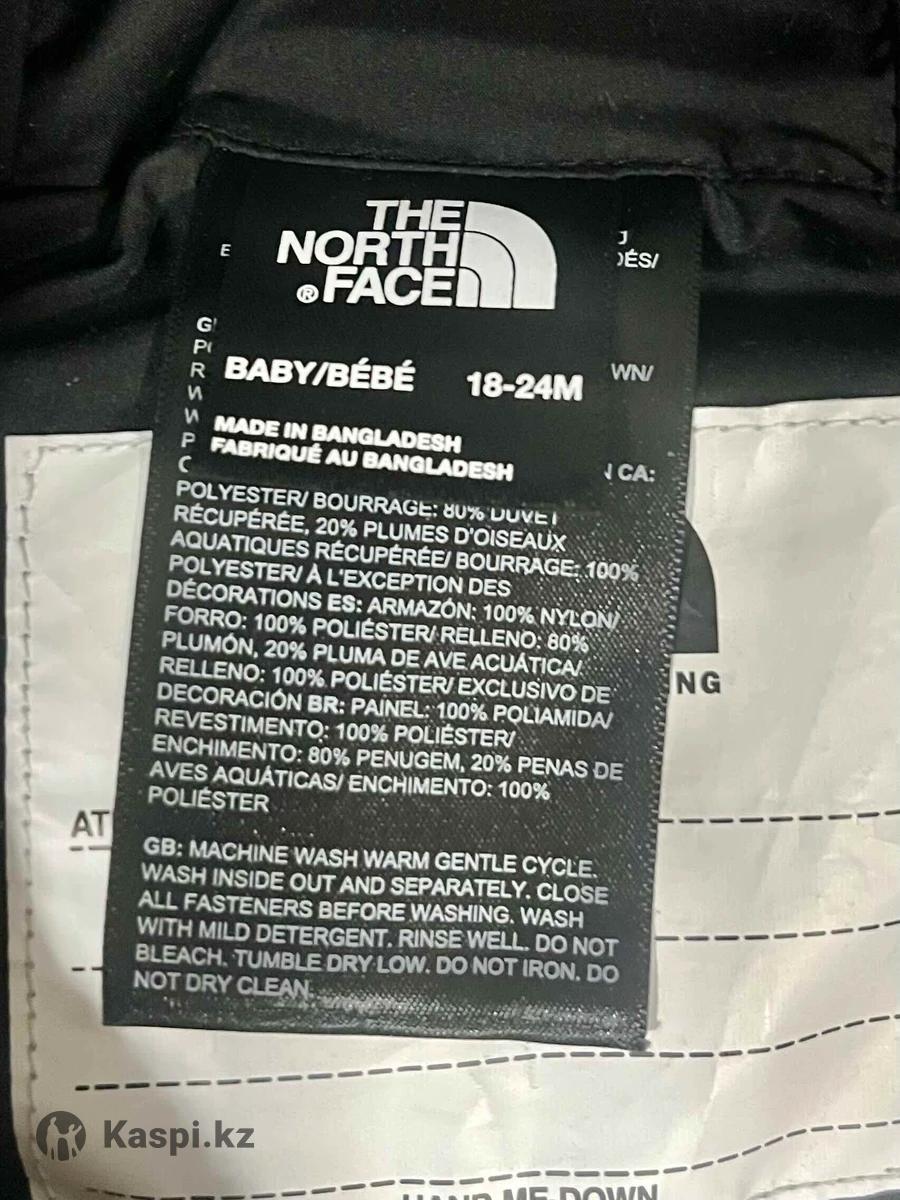 THE
NORTH
® FACE
BABY/BÉBÉ 18-24M
MADE IN BANGLADESH
FABRIQUÉ AU BANGLADESH
CA:
POLYESTER/ BOURRAGE: 80% DUVET
RÉCUPÉRÉE, 20% PLUMES D'OISEAUX
AQUATIQUES RÉCUPÉRÉE/ BOURRAGE: 100%
POLYESTER/ À L'EXCEPTION DES
DÉCORATIONS ES: ARMAZÓN: 100% NYLON/
FORRO: 100% POLIÉSTER/ RELLENO: 80%
PLUMÓN, 20% PLUMA DE AVE ACUÁTICA/
RELLENO: 100% POLIÉSTER/ EXCLUSIVO DE
DECORACIÓN BR: PAINEL: 100% POLIAMIDA/
REVESTIMENTO: 100% POLIÉSTER/
ENCHIMENTO: 80% PENUGEM, 20% PENAS DE
AVES AQUÁTICAS/ ENCHIMENTO: 100%
POLIÉSTER
GB: MACHINE WASH WARM GENTLE CYCLE.
WASH INSIDE OUT AND SEPARATELY. CLOSE
ALL FASTENERS BEFORE WASHING. WASH
WITH MILD DETERGENT. RINSE WELL. DO NOT
BLEACH. TUMBLE DRY LOW. DO NOT IRON. DO
NOT DRY CLEAN.
Kaspi.kz
HAND-ME-DOWN